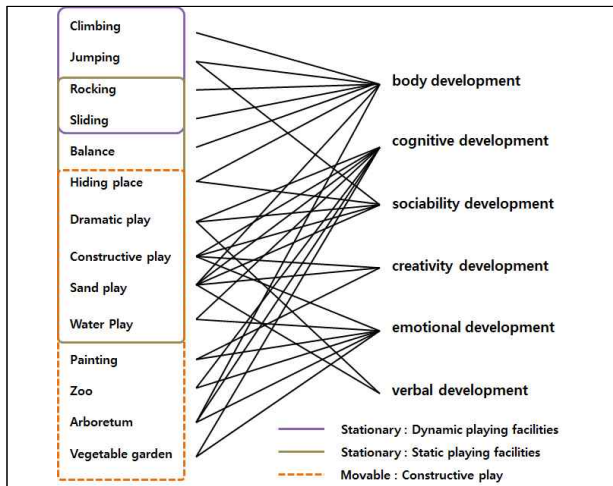 Climbing
Jumping
Rocking
Sliding
Balance
Hiding place
Dramatic play
Constructive play
Sand play
Water Play
Painting
Zoo
Arboretum
Vegetable garden
body development
cognitive development
sociability development
creativity development
emotional development
verbal development
Stationary : Dynamic playing facilities
Stationary : Static playing facilities
Movable : Constructive play